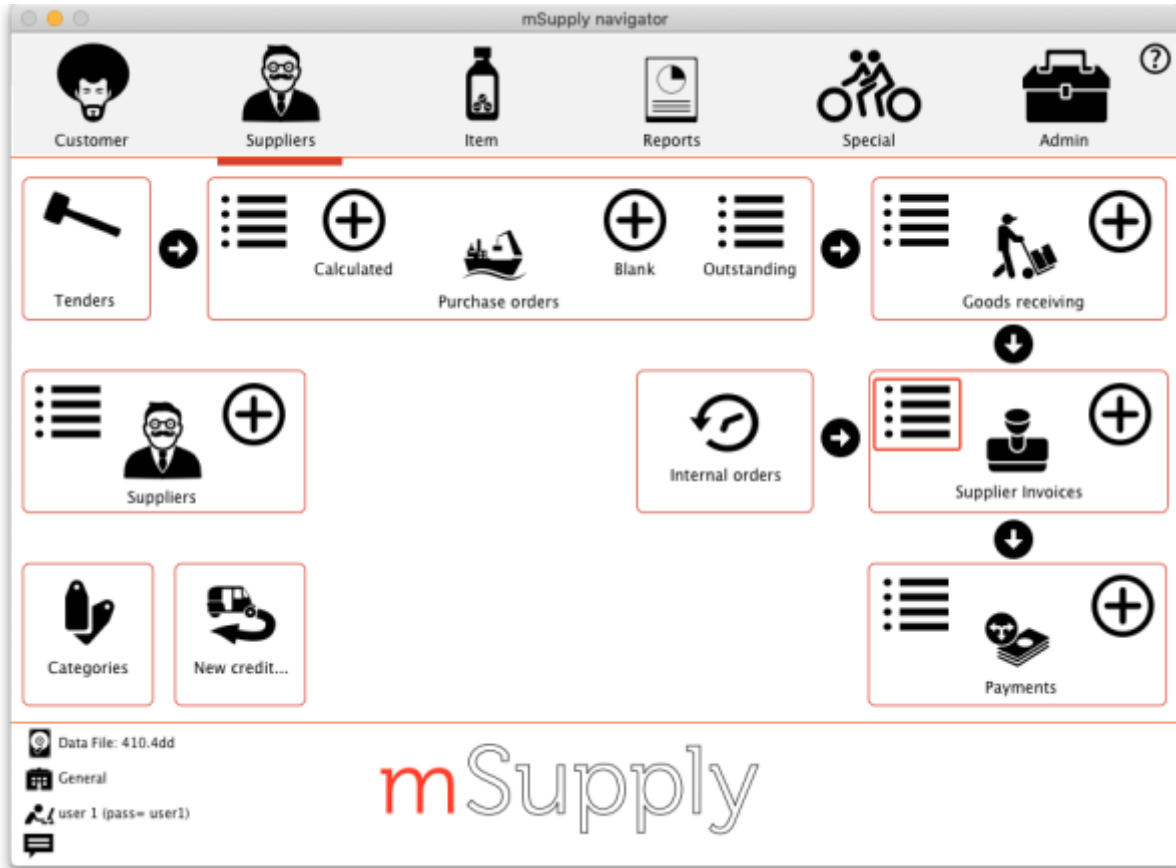 mSupply navigator
?
Customer
Suppliers
Item
Reports
Special
Admin
Calculated
Blank
Outstanding
Tenders
Purchase orders
Goods receiving
Suppliers
Internal orders
Supplier Invoices
Categories
New credit...
Payments
Data File: 410.4dd
General
user 1 (pass= user1)
mSupply